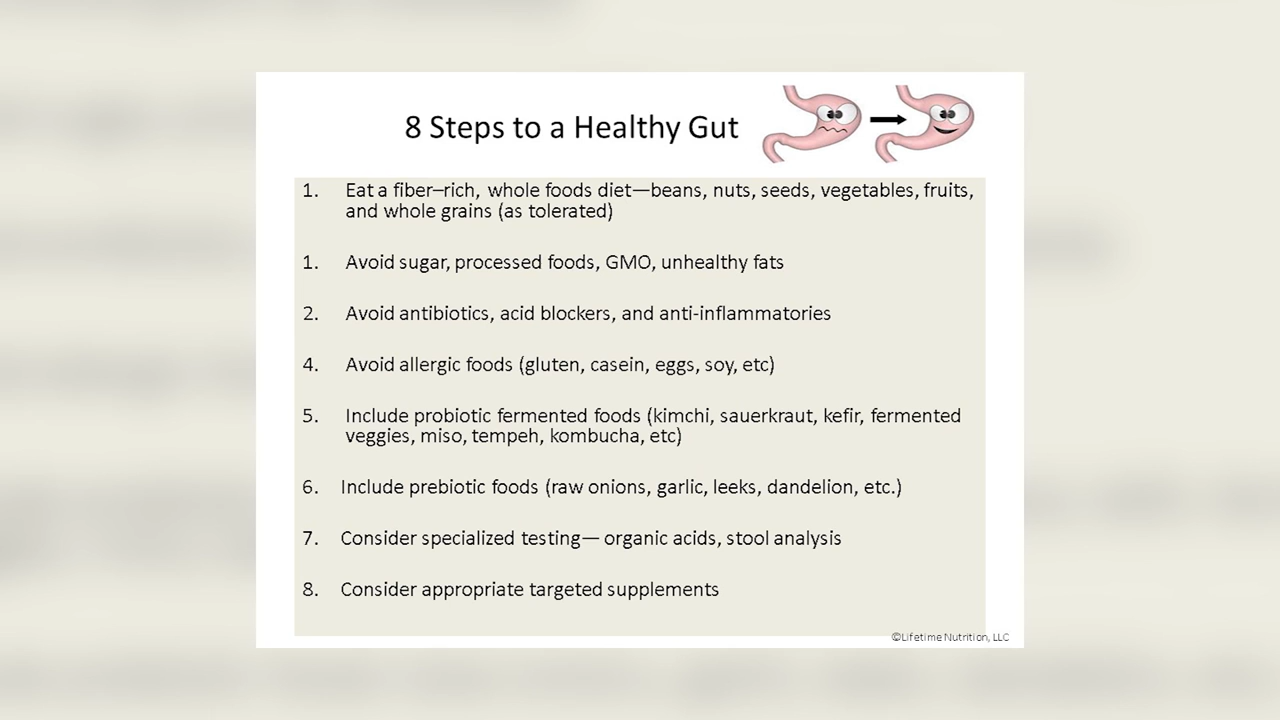 8 Steps to a Healthy Gut
1. Eat a fiber–rich, whole foods diet—beans, nuts, seeds, vegetables, fruits,
and whole grains (as tolerated)
1. Avoid sugar, processed foods, GMO, unhealthy fats
2. Avoid antibiotics, acid blockers, and anti-inflammatories
4. Avoid allergic foods (gluten, casein, eggs, soy, etc)
5. Include probiotic fermented foods (kimchi, sauerkraut, kefir, fermented
veggies, miso, tempeh, kombucha, etc)
6. Include prebiotic foods (raw onions, garlic, leeks, dandelion, etc.)
7. Consider specialized testing— organic acids, stool analysis
8. Consider appropriate targeted supplements
©Lifetime Nutrition, LLC